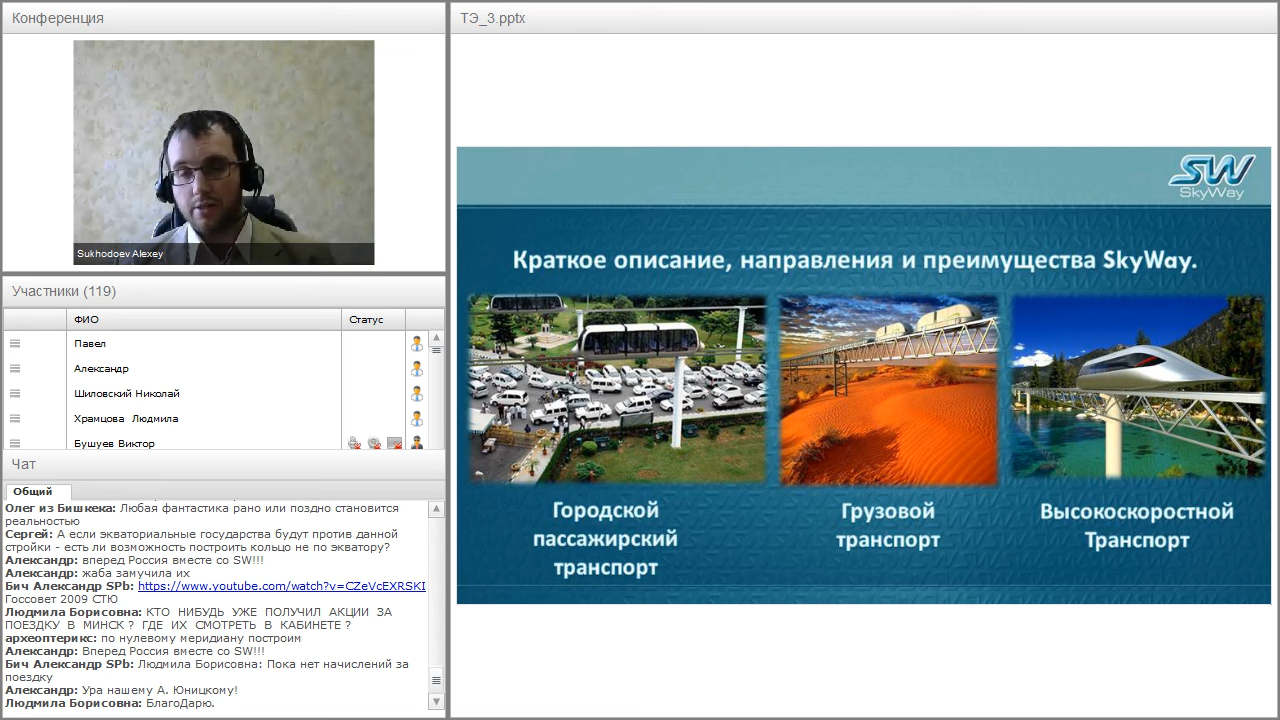 Конференция
Sukhodoev Alexey
Участники (119)
ФИО Статус
Павел
Александр
Шиловский Николай
Храмцова Людмила
Бушуев Виктор
Чат
Общий
Олег из Бишкека: Любая фантастика рано или поздно становится
реальностью
Сергей: А если экваториальные государства будут против данной
стройки - есть ли возможность построить кольцо не по экватору?
Александр: вперед Россия вместе со SW!!!
Александр: жаба замучила их
Бич Александр SPb: https://www.youtube.com/watch?v=CZeVcEXRSKI
Госсовет 2009 СТЮ
Людмила Борисовна: КТО НИБУДЬ УЖЕ ПОЛУЧИЛ АКЦИИ ЗА
ПОЕЗДКУ В МИНСК ? ГДЕ ИХ СМОТРЕТЬ В КАБИНЕТЕ ?
археоптерикс: по нулевому меридиану построим
Александр: Вперед Россия вместе со SW!!!
Бич Александр SPb: Людмила Борисовна: Пока нет начислений за
поездку
Александр: Ура нашему А. Юницкому!
Людмила Борисовна: БлагоДарю.
ТЭ_3.pptx
SW
SkyWay
Краткое описание, направления и преимущества SkyWay.
Городской
пассажирский
транспорт
Грузовой
транспорт
Высокоскоростной
Транспорт